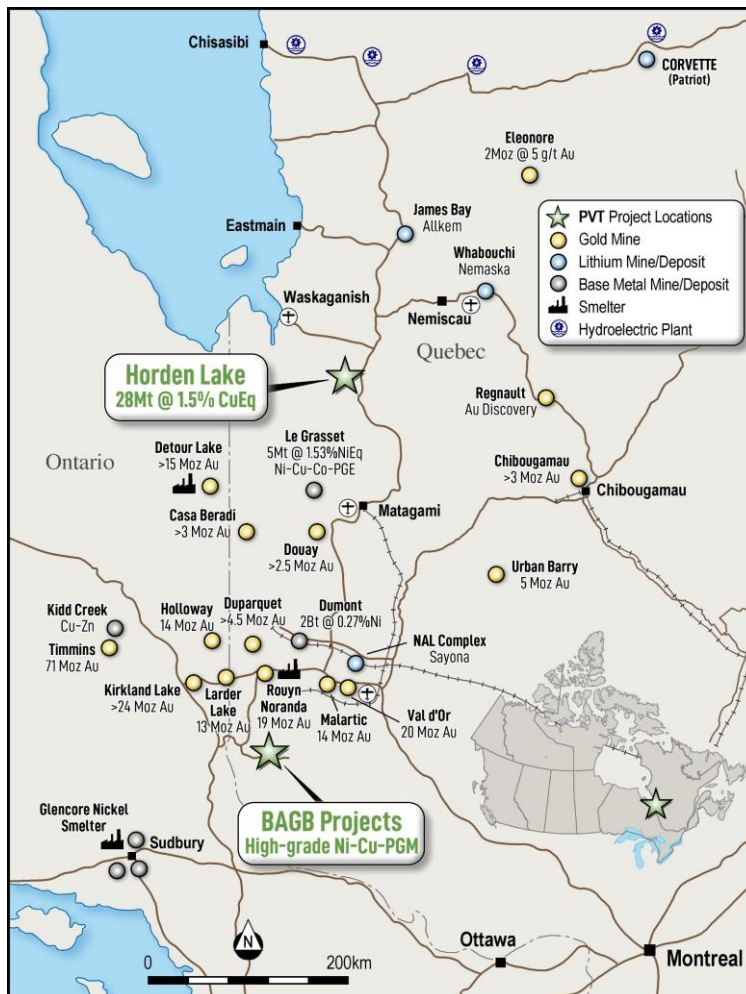 Chisasibi
CORVETTE
(Patriot)
Eleonore
2Moz @ 5 g/t Au
PVT Project Locations
Gold Mine
Lithium Mine/Deposit
Base Metal Mine/Deposit
Smelter
Hydroelectric Plant
James Bay
Allkem
Eastmain
Whabouchi
Nemaska
Waskaganish
Nemiscau
Quebec
Horden Lake
28Mt @ 1.5% CuEq
Regnault
Au Discovery
Ontario
Le Grasset
5Mt @ 1.53%NiEq
Ni-Cu-Co-PGE
Detour Lake
>15 Moz Au
Chibougamau
>3 Moz Au
Chibougamau
Matagami
Casa Beradi
>3 Moz Au
Douay
>2.5 Moz Au
Urban Barry
5 Moz Au
Kidd Creek
Cu-Zn
Timmins
71 Moz Au
Holloway
14 Moz Au
Duparquet
>4.5 Moz Au
Dumont
2Bt @ 0.27%Ni
NAL Complex
Sayona
Kirkland Lake
>24 Moz Au
Larder
Lake
13 Moz Au
Rouyn
Noranda
19 Moz Au
Malartic
14 Moz Au
Val d'Or
20 Moz Au
BAGB Projects
High-grade Ni-Cu-PGM
Glencore Nickel
Smelter
Sudbury
N
0 200km
Ottawa
Montreal